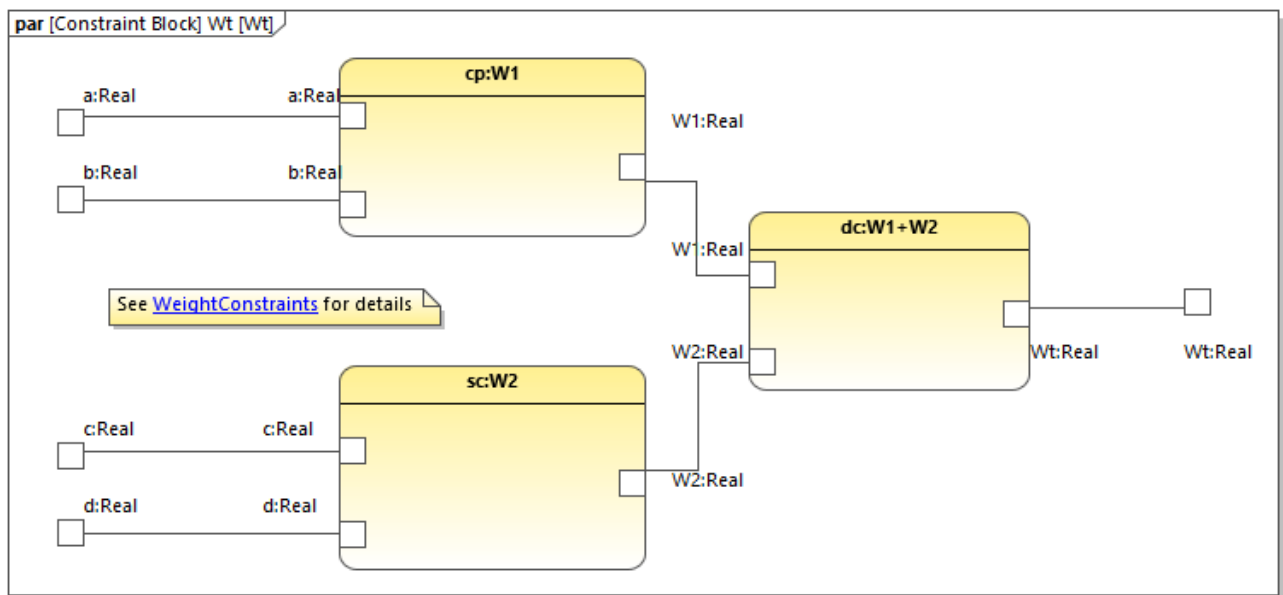 par [Constraint Block] Wt [Wt]
cp:W1
a:Real
a:Real
W1:Real
b:Real
b:Real
dc:W1+W2
W1:Real
See WeightConstraints for details
W2:Real
Wt:Real
Wt:Real
sc:W2
c:Real
c:Real
W2:Real
d:Real
d:Real